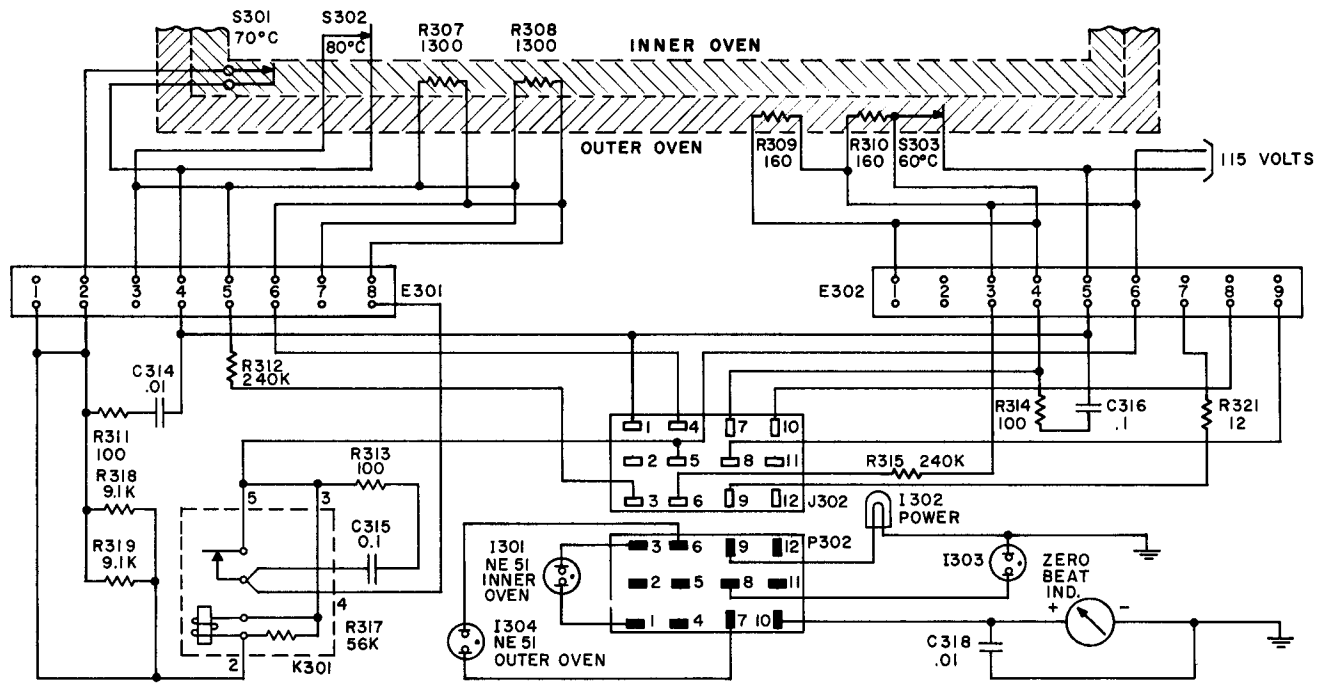 S301
70°C
S302
80°C
R307
1300
R308
1300
INNER OVEN
OUTER OVEN
R309
160
R310
160
S303
60°C
115 VOLTS
1 2 3 4 5 6 7 8
E301
E302
1 2 3 4 5 6 7 8 9
C314
.01
R312
240K
R311
100
R318
9.1K
R319
9.1K
R313
100
5 3
C315
0.1
4
R317
56K
2
K301
1 4 7 10
2 5 8 11
3 6 9 12
J302
R314
100
C316
.1
R321
12
R315 240K
I302
POWER
P302
3 6 9 12
2 5 8 11
1 4 7 10
I301
NE 51
INNER
OVEN
I304
NE 51
OUTER OVEN
I303
ZERO
BEAT
IND.
+ -
C318
.01